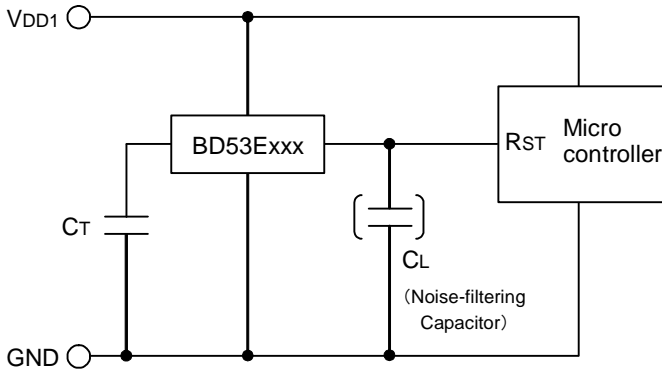 VDD1
BD53Exxx
RST
Micro
controller
CT
CL
（Noise-filtering
Capacitor）
GND